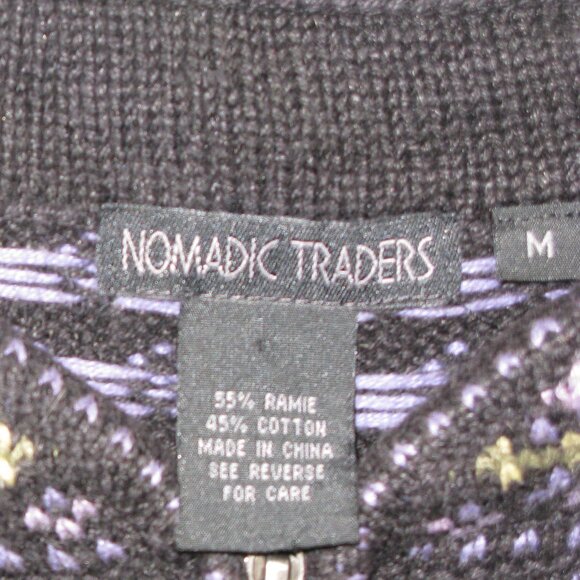 NOMADIC TRADERS
M
55% RAMIE
45% COTTON
MADE IN CHINA
SEE REVERSE
FOR CARE